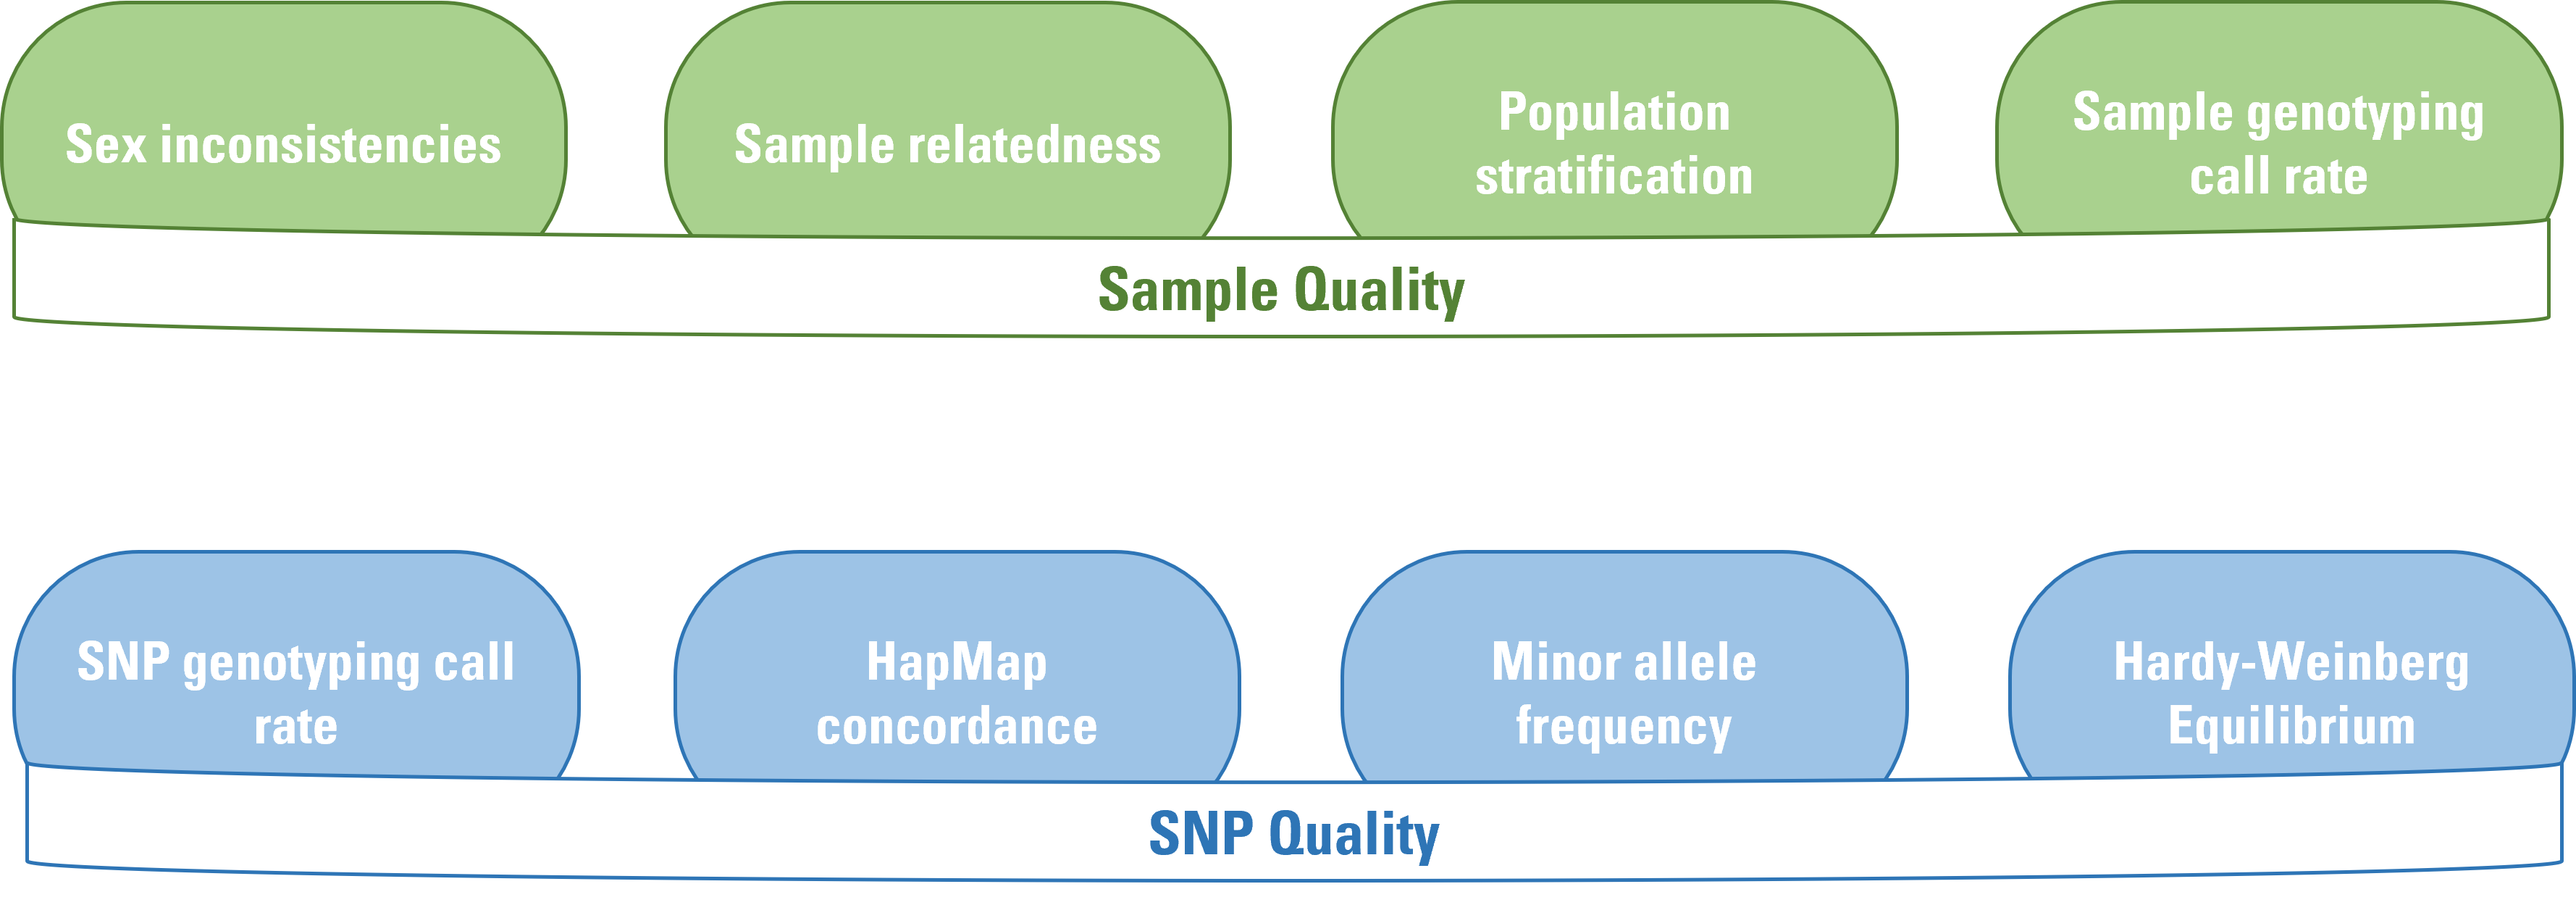 Sex inconsistencies
Sample relatedness
Population
stratification
Sample genotyping
call rate
Sample Quality
SNP genotyping call
rate
HapMap
concordance
Minor allele
frequency
Hardy-Weinberg
Equilibrium
SNP Quality